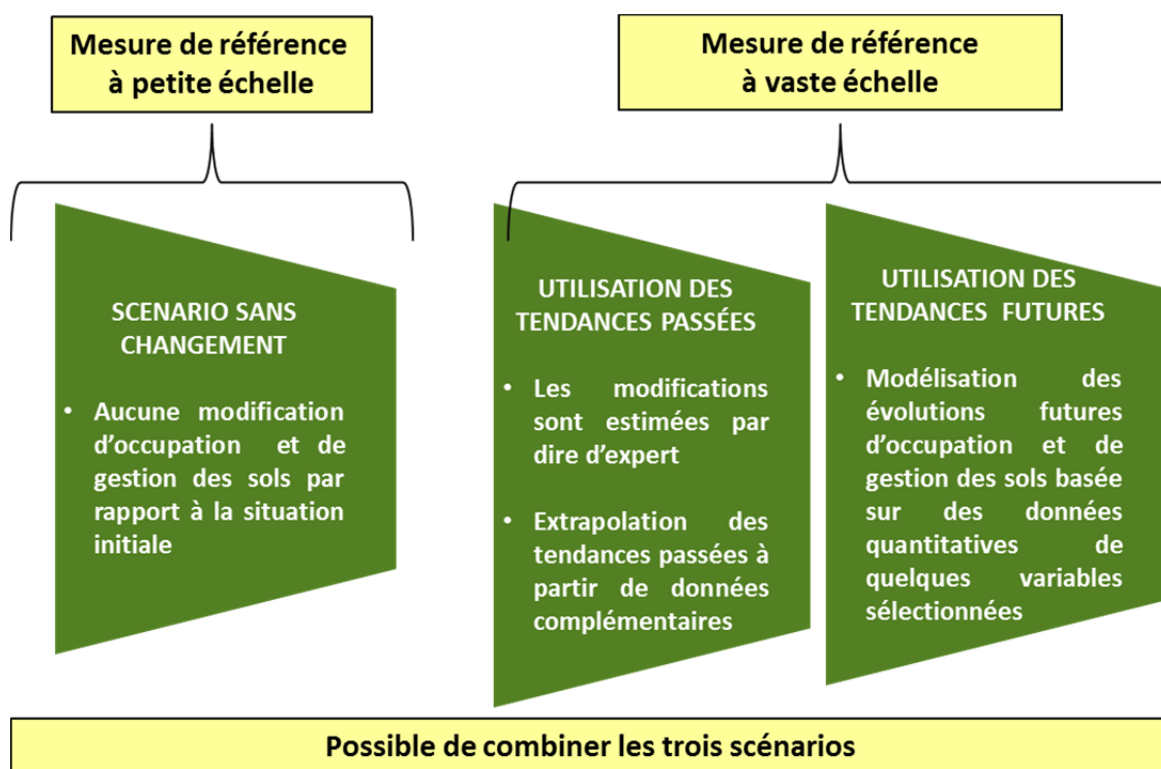 Mesure de référence
à petite échelle
Mesure de référence
à vaste échelle
SCENARIO SANS
CHANGEMENT
• Aucune modification
d'occupation et de
gestion des sols par
rapport à la situation
initiale
UTILISATION DES
TENDANCES PASSÉES
• Les modifications
sont estimées par
dire d'expert
• Extrapolation des
tendances passées à
partir de données
complémentaires
UTILISATION DES
TENDANCES FUTURES
• Modélisation des
évolutions futures
d'occupation et de
gestion des sols basée
sur des données
quantitatives de
quelques variables
sélectionnées
Possible de combiner les trois scénarios